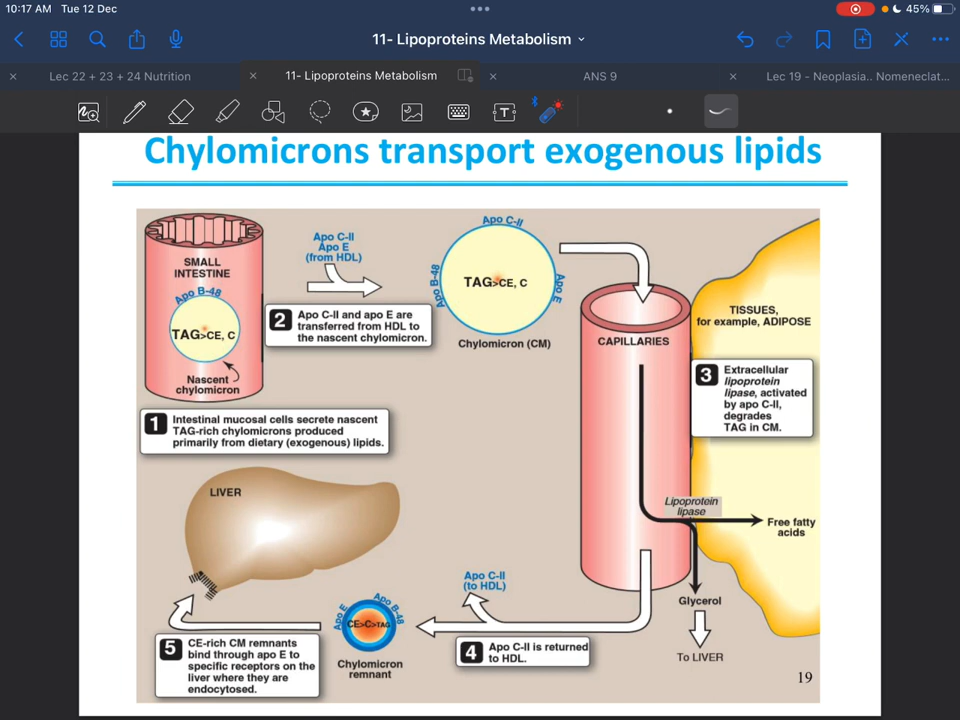 10:17 AM Tue 12 Dec
45%
11- Lipoproteins Metabolism
Lec 22 + 23 + 24 Nutrition
11- Lipoproteins Metabolism
ANS 9
Lec 19 - Neoplasia.. Nomeneclat...
Chylomicrons transport exogenous lipids
SMALL
INTESTINE
Apo B-48
TAG>CE, C
Nascent
chylomicron
1 Intestinal mucosal cells secrete nascent
TAG-rich chylomicrons produced
primarily from dietary (exogenous) lipids.
Apo C-II
Apo E
(from HDL)
2 Apo C-II and apo E are
transferred from HDL to
the nascent chylomicron.
Apo C-II
Apo B-48
Apo E
TAG>CE, C
Chylomicron (CM)
CAPILLARIES
TISSUES,
for example, ADIPOSE
3 Extracellular
lipoprotein
lipase, activated
by apo C-II,
degrades
TAG in CM.
Lipoprotein
lipase
Free fatty
acids
Glycerol
To LIVER
Apo C-II
(to HDL)
4 Apo C-II is returned
to HDL.
Apo E
Apo B-48
CE>C>TAG
Chylomicron
remnant
LIVER
5 CE-rich CM remnants
bind through apo E to
specific receptors on the
liver where they are
endocytosed.
19